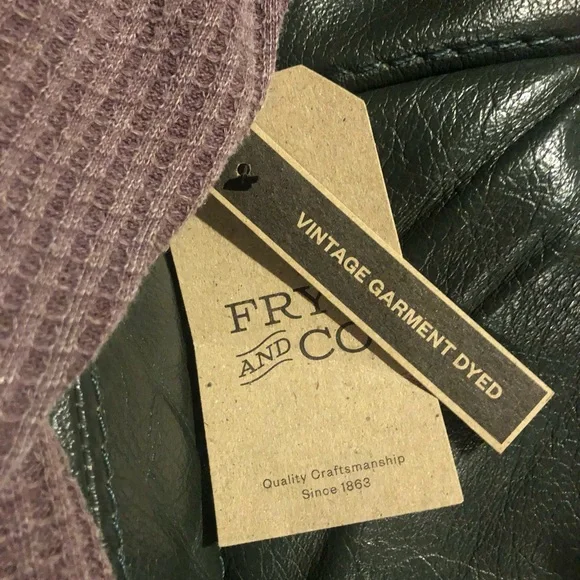 VINTAGE GARMENT DYED
FRY
AND CO
Quality Craftsmanship
Since 1863